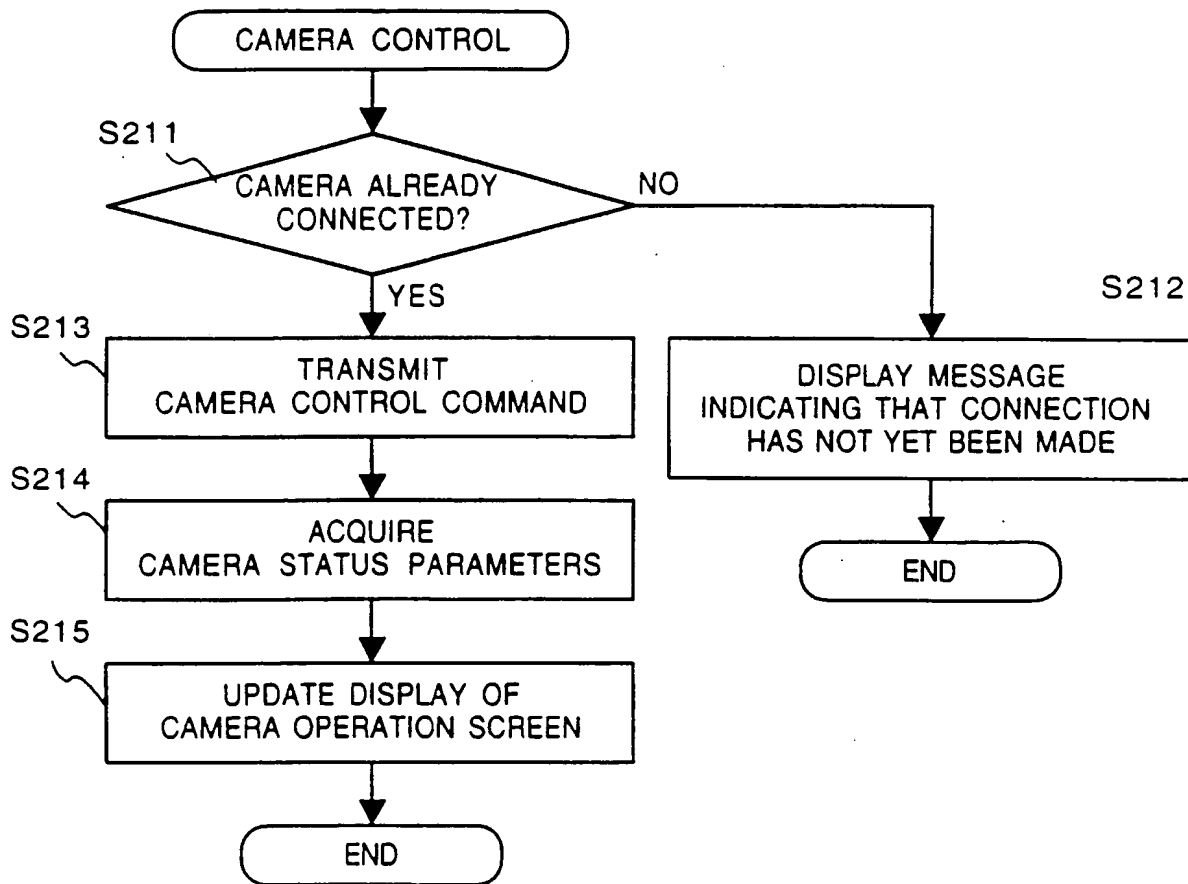 CAMERA CONTROL
S211
CAMERA ALREADY
CONNECTED?
NO
YES
S212
S213
TRANSMIT
CAMERA CONTROL COMMAND
DISPLAY MESSAGE
INDICATING THAT CONNECTION
HAS NOT YET BEEN MADE
S214
ACQUIRE
CAMERA STATUS PARAMETERS
END
S215
UPDATE DISPLAY OF
CAMERA OPERATION SCREEN
END